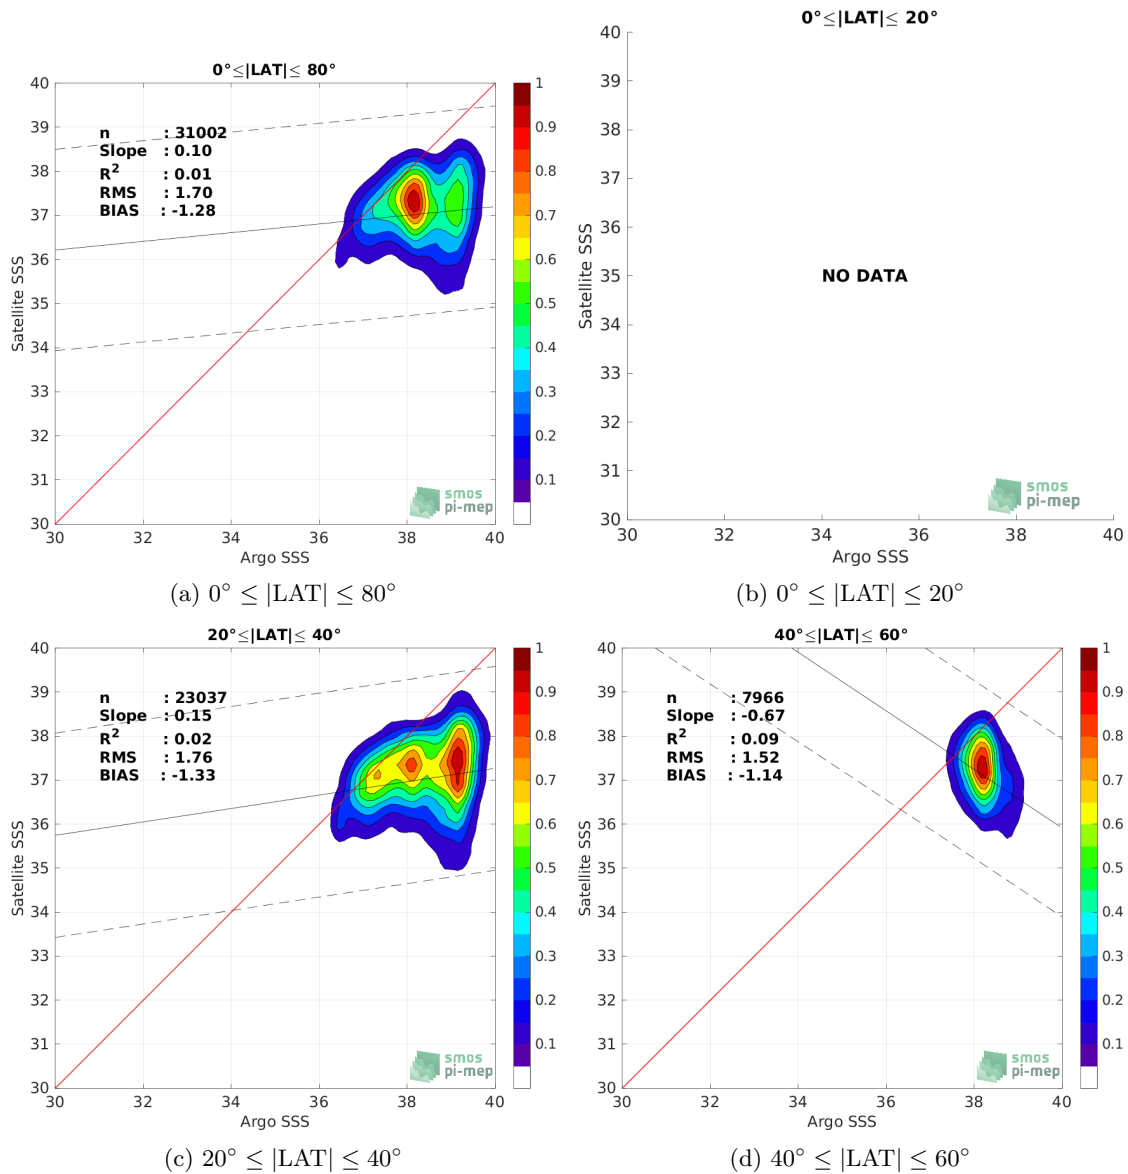 0°≤|LAT|≤ 80°
40
39
38
37
36
35
34
33
32
31
30
Satellite SSS
n : 31002
Slope : 0.10
R² : 0.01
RMS : 1.70
BIAS : -1.28
smos
pi-mep
30 32 34 36 38 40
Argo SSS
1
0.9
0.8
0.7
0.6
0.5
0.4
0.3
0.2
0.1
(a) 0° ≤ |LAT| ≤ 80°
0°≤|LAT|≤ 20°
40
39
38
37
36
35
34
33
32
31
30
Satellite SSS
NO DATA
smos
pi-mep
30 32 34 36 38 40
Argo SSS
(b) 0° ≤ |LAT| ≤ 20°
20°≤|LAT|≤ 40°
40
39
38
37
36
35
34
33
32
31
30
Satellite SSS
n : 23037
Slope : 0.15
R² : 0.02
RMS : 1.76
BIAS : -1.33
smos
pi-mep
30 32 34 36 38 40
Argo SSS
1
0.9
0.8
0.7
0.6
0.5
0.4
0.3
0.2
0.1
(c) 20° ≤ |LAT| ≤ 40°
40°≤|LAT|≤ 60°
40
39
38
37
36
35
34
33
32
31
30
Satellite SSS
n : 7966
Slope : -0.67
R² : 0.09
RMS : 1.52
BIAS : -1.14
smos
pi-mep
30 32 34 36 38 40
Argo SSS
1
0.9
0.8
0.7
0.6
0.5
0.4
0.3
0.2
0.1
(d) 40° ≤ |LAT| ≤ 60°